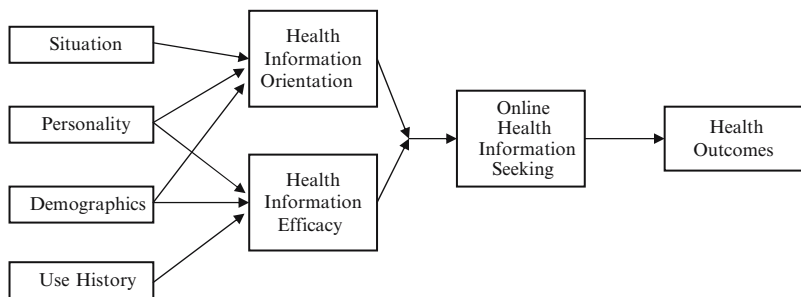 Situation
Personality
Demographics
Use History
Health
Information
Orientation
Health
Information
Efficacy
Online
Health
Information
Seeking
Health
Outcomes